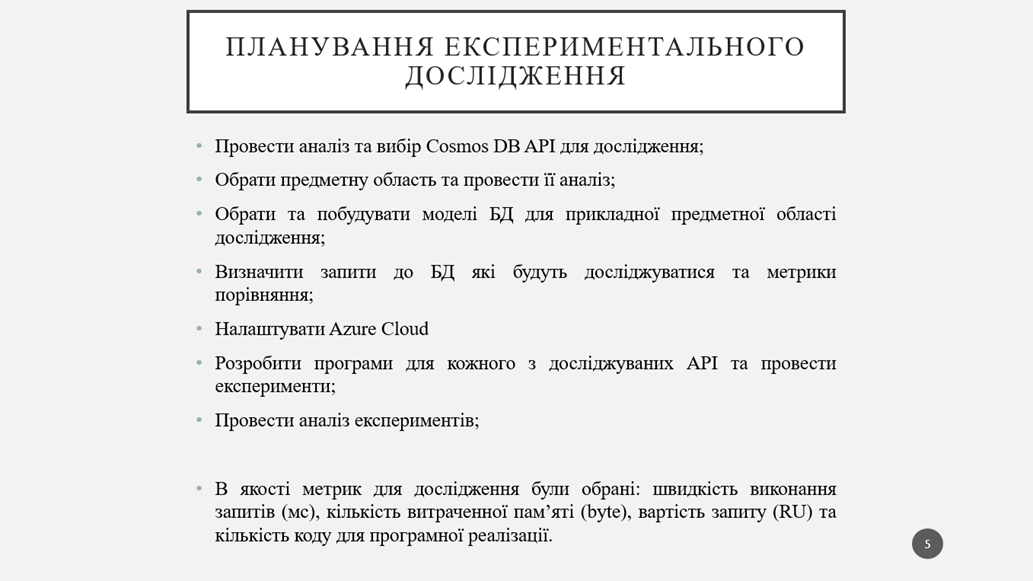 ПЛАНУВАННЯ ЕКСПЕРИМЕНТАЛЬНОГО
ДОСЛІДЖЕННЯ
• Провести аналіз та вибір Cosmos DB API для дослідження;
• Обрати предметну область та провести її аналіз;
• Обрати та побудувати моделі БД для прикладної предметної області
дослідження;
• Визначити запити до БД які будуть досліджуватися та метрики
порівняння;
• Налаштувати Azure Cloud
• Розробити програми для кожного з досліджуваних API та провести
експерименти;
• Провести аналіз експериментів;
• В якості метрик для дослідження були обрані: швидкість виконання
запитів (мс), кількість витраченної пам’яті (byte), вартість запиту (RU) та
кількість коду для програмної реалізації.
5